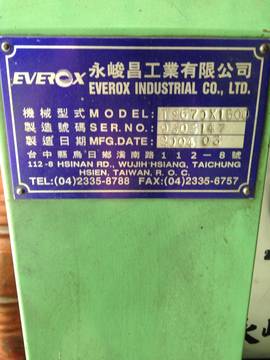 EVEROX 永峻昌工業有限公司
EVEROX INDUSTRIAL CO., LTD.
機械型式 MODEL:
製造號碼 SER.NO:
製造日期 MFG.DATE: 2004 03
台中縣烏日鄉溪南路112-8號
112-8 HSINAN RD., WUJIH HSIANG, TAICHUNG
HSIEN, TAIWAN, R. O. C.
TEL:(04)2335-8788 FAX:(04)2335-6757